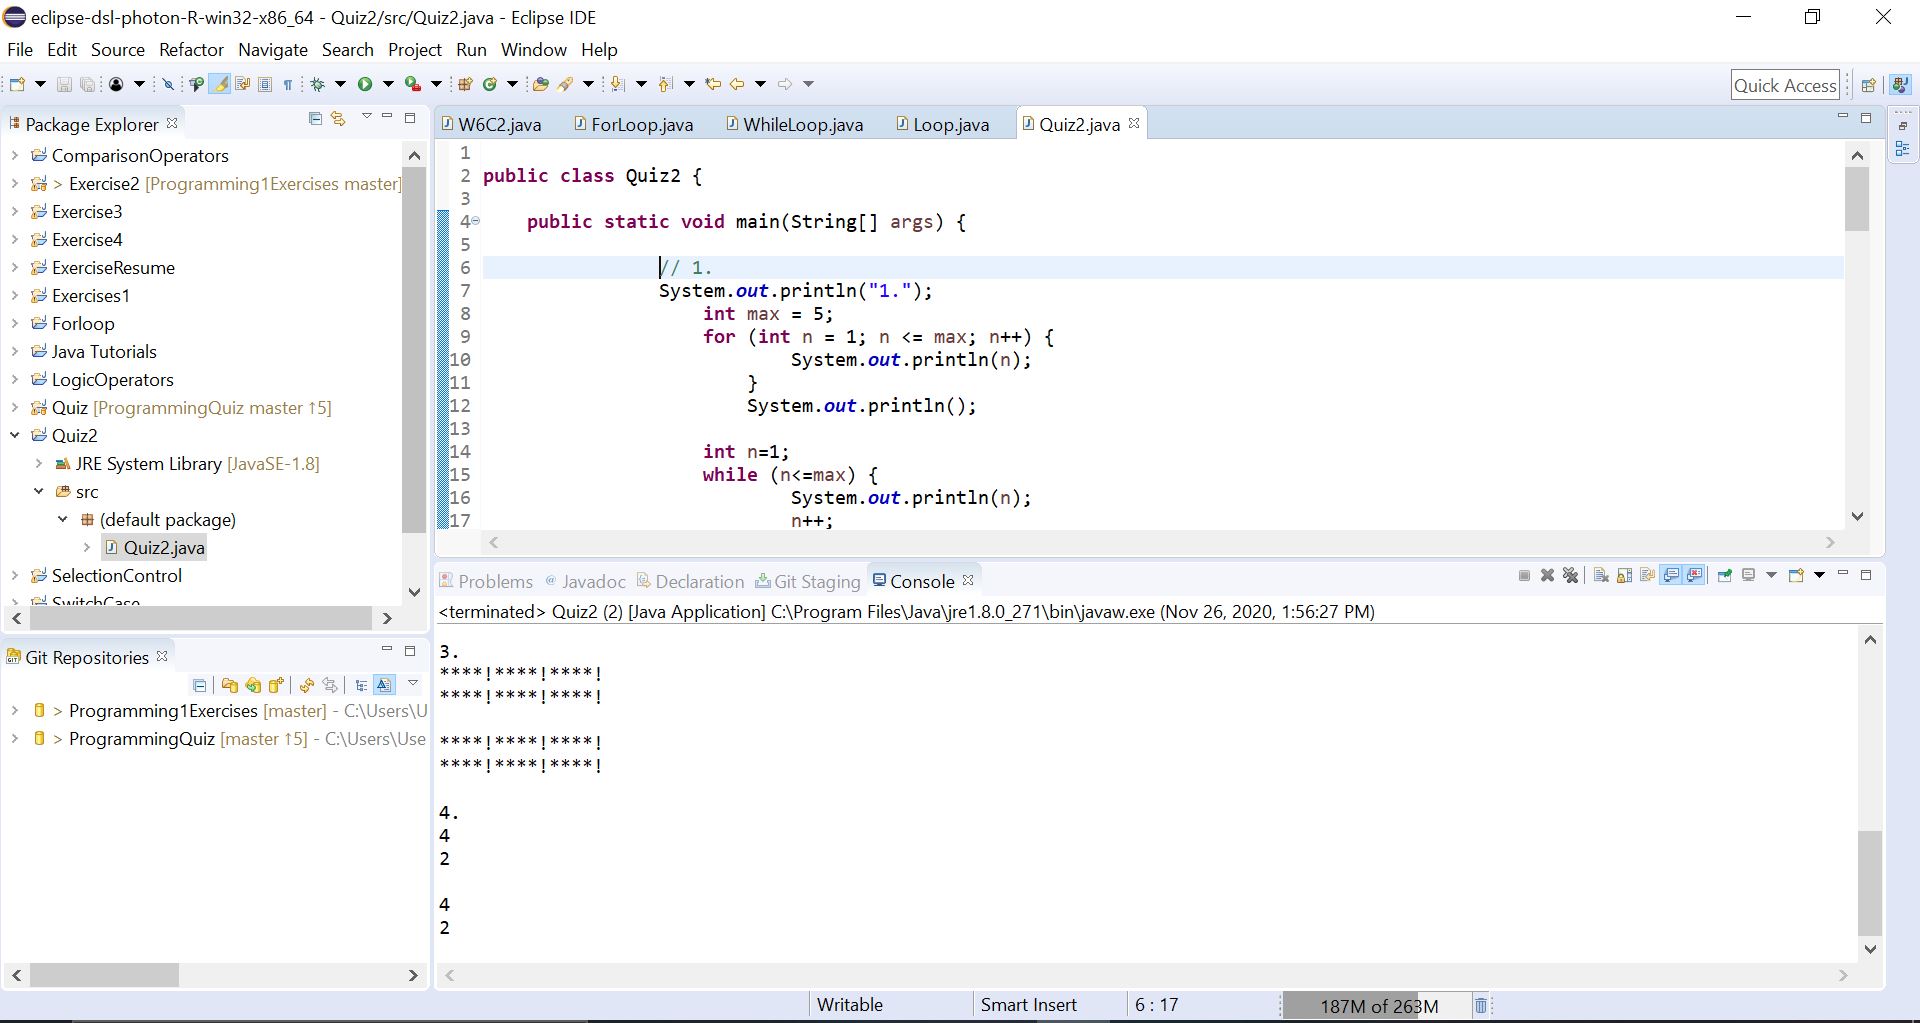 eclipse-dsl-photon-R-win32-x86_64 - Quiz2/src/Quiz2.java - Eclipse IDE
File Edit Source Refactor Navigate Search Project Run Window Help
Quick Access
Package Explorer
ComparisonOperators
> Exercise2 [Programming1Exercises master]
Exercise3
Exercise4
ExerciseResume
Exercises1
Forloop
Java Tutorials
LogicOperators
Quiz [ProgrammingQuiz master ↑5]
Quiz2
JRE System Library [JavaSE-1.8]
src
(default package)
Quiz2.java
SelectionControl
SwitchCase
Git Repositories
> Programming1Exercises [master] - C:\Users\U
> ProgrammingQuiz [master ↑5] - C:\Users\Use
W6C2.java ForLoop.java WhileLoop.java Loop.java Quiz2.java
1
2 public class Quiz2 {
3
4 public static void main(String[] args) {
5
6 // 1.
7 System.out.println("1.");
8 int max = 5;
9 for (int n = 1; n <= max; n++) {
10 System.out.println(n);
11 }
12 System.out.println();
13
14 int n=1;
15 while (n<=max) {
16 System.out.println(n);
17 n++;
Problems @ Javadoc Declaration Git Staging Console
<terminated> Quiz2 (2) [Java Application] C:\Program Files\Java\jre1.8.0_271\bin\javaw.exe (Nov 26, 2020, 1:56:27 PM)
3.
****!****!****!
****!****!****!
****!****!****!
****!****!****!
4.
4
2
4
2
Writable Smart Insert 6 : 17 187M of 263M